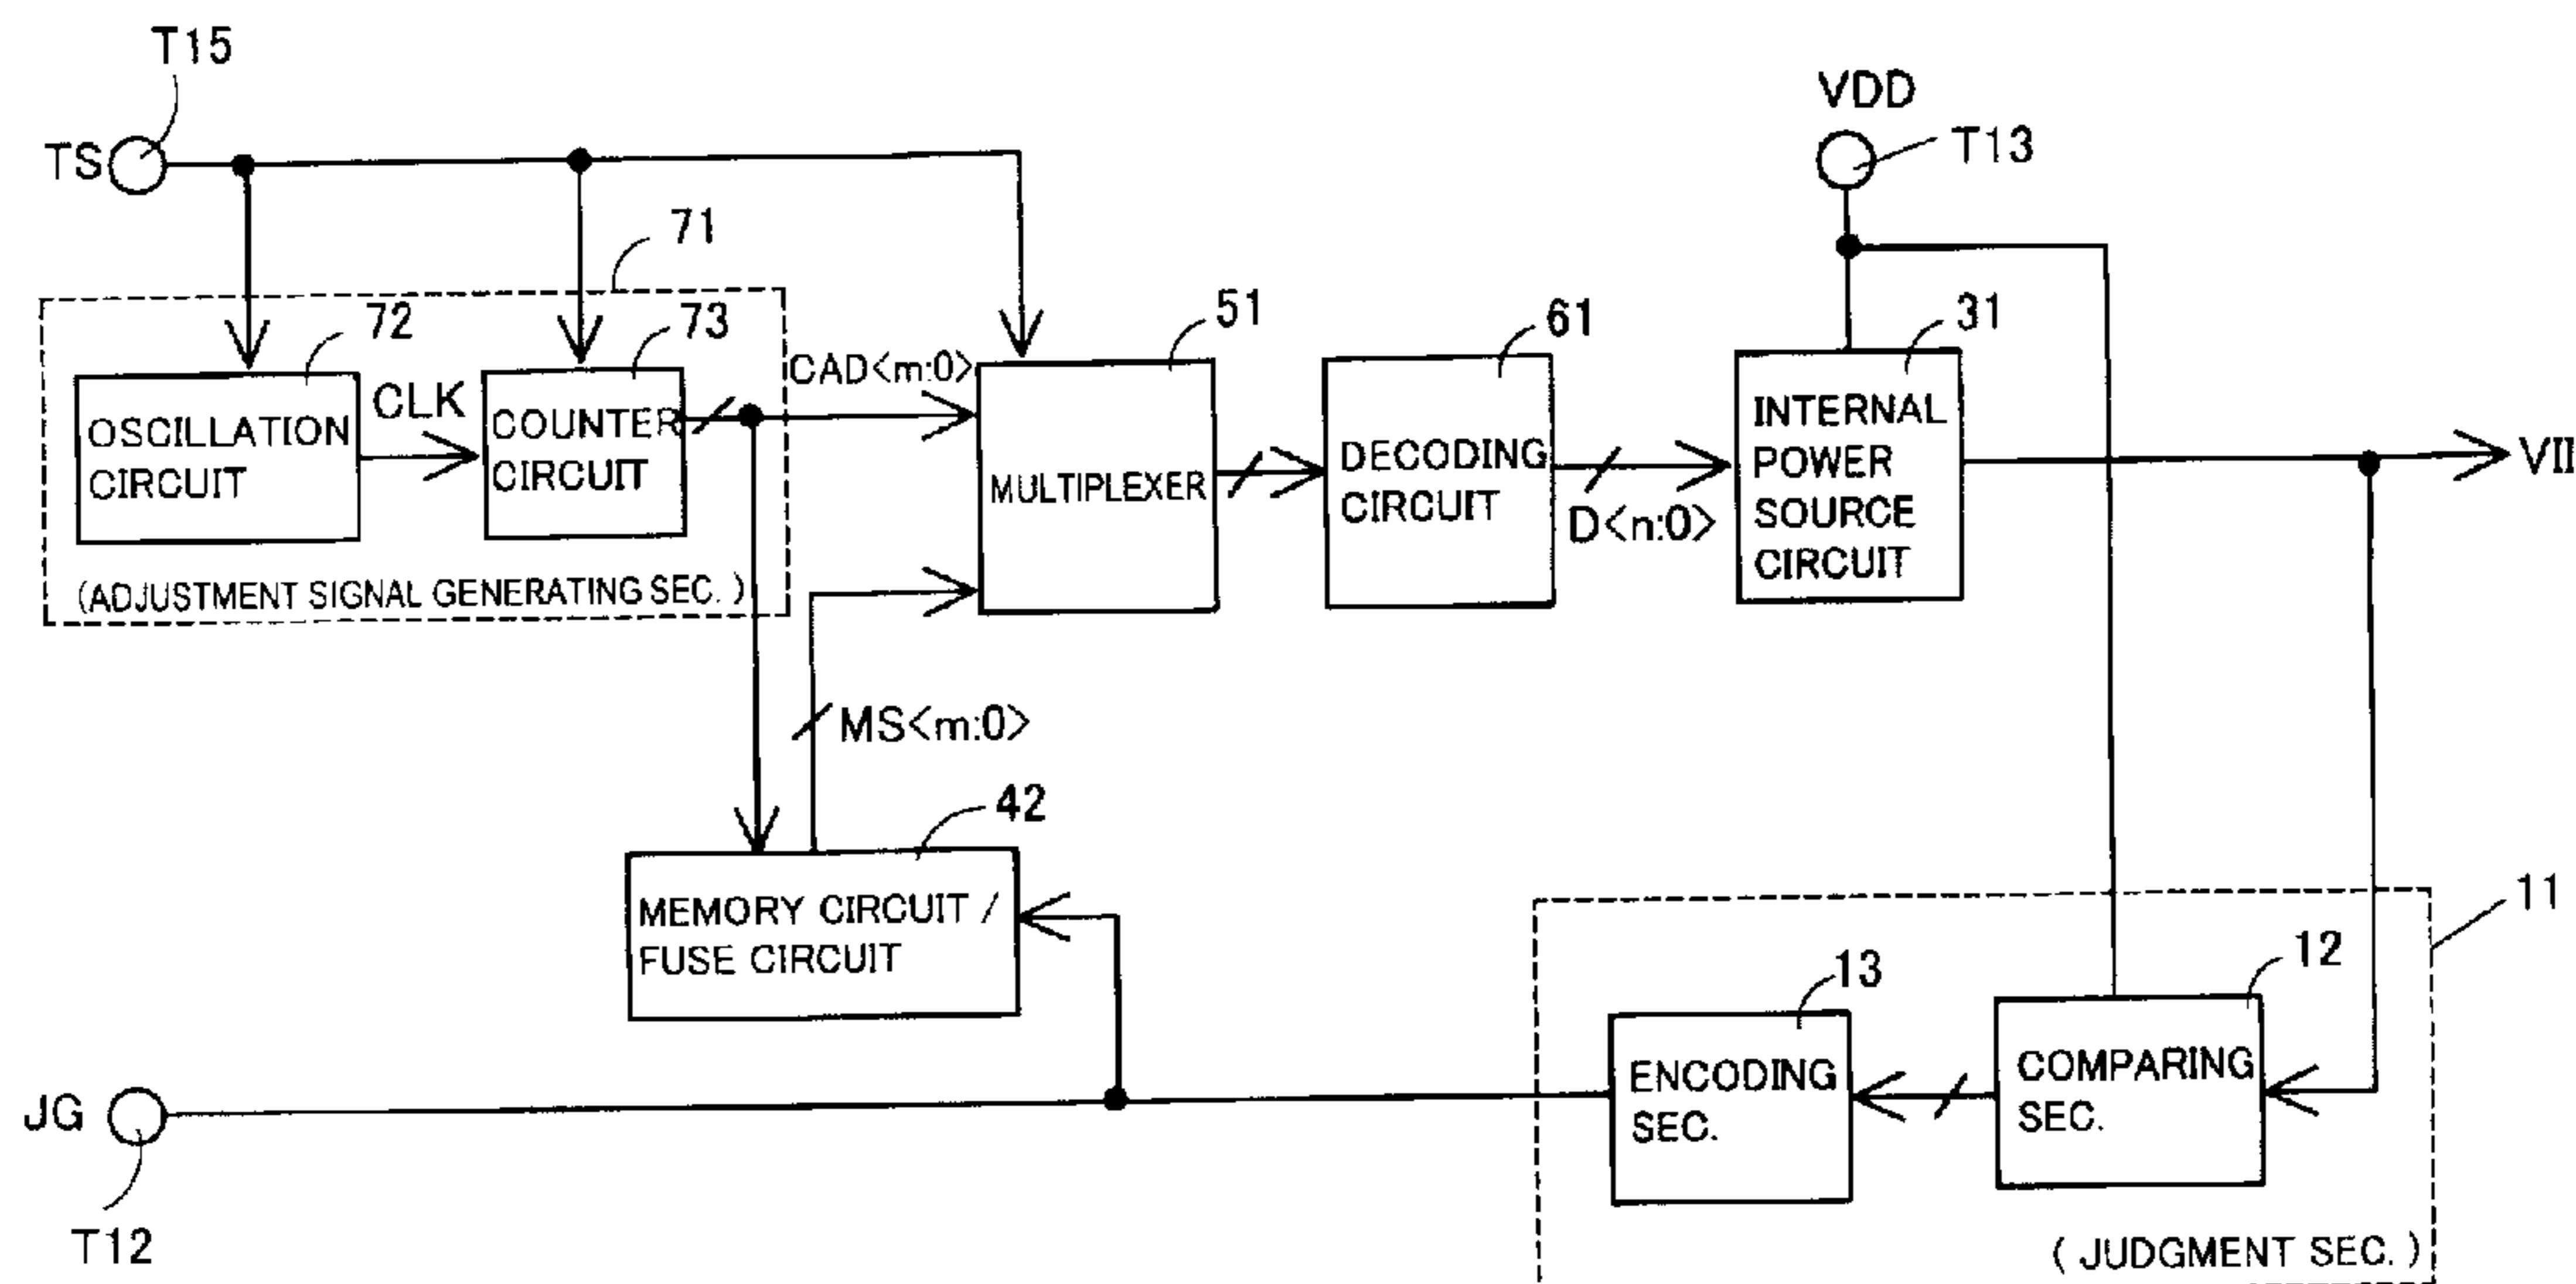 T15
TS
VDD
T13
71
72
73
51
61
31
OSCILLATION
CIRCUIT
CLK
COUNTER
CIRCUIT
CAD<m:0>
MULTIPLEXER
DECODING
CIRCUIT
D<n:0>
INTERNAL
POWER
SOURCE
CIRCUIT
VII
(ADJUSTMENT SIGNAL GENERATING SEC. )
MS<m:0>
42
MEMORY CIRCUIT /
FUSE CIRCUIT
11
12
13
COMPARING
SEC.
ENCODING
SEC.
JG
T12
( JUDGMENT SEC. )